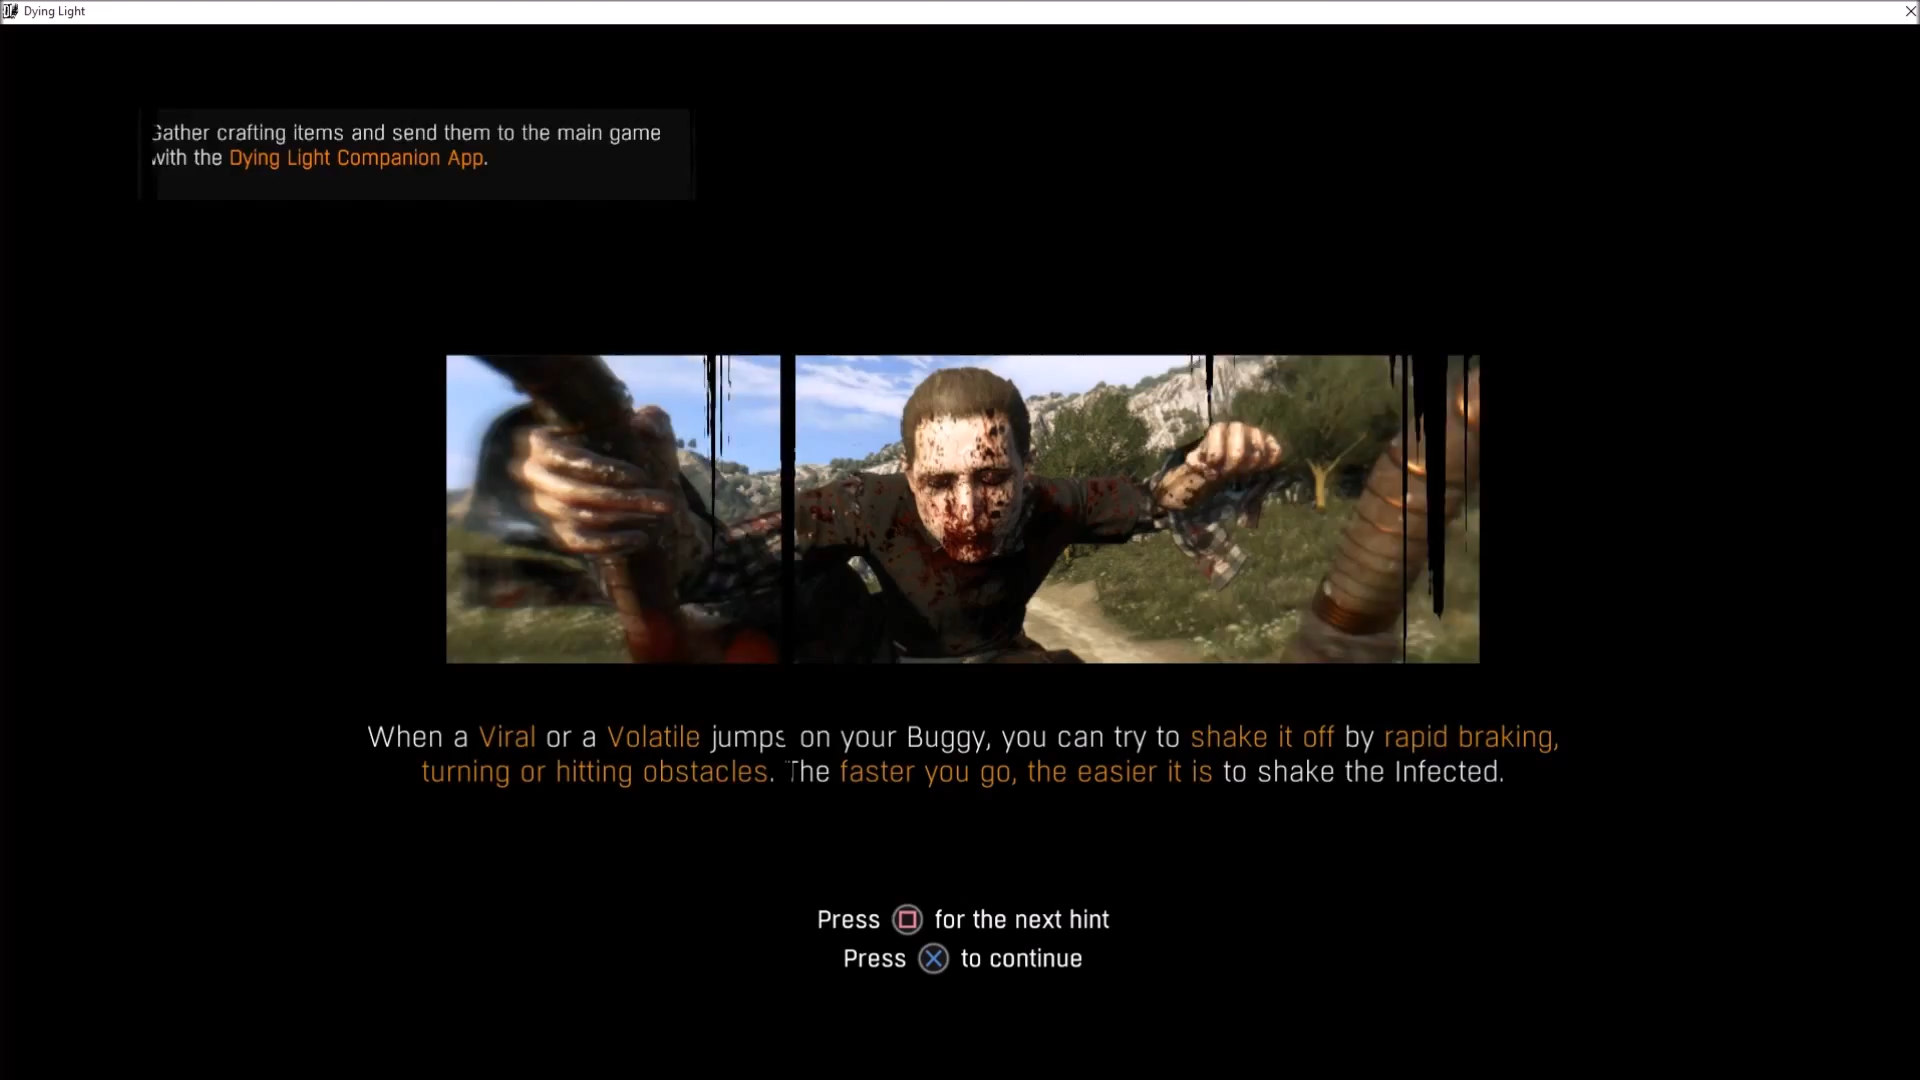 Dying Light
Gather crafting items and send them to the main game
with the Dying Light Companion App.
When a Viral or a Volatile jumps on your Buggy, you can try to shake it off by rapid braking,
turning or hitting obstacles. The faster you go, the easier it is to shake the Infected.
Press for the next hint
Press to continue